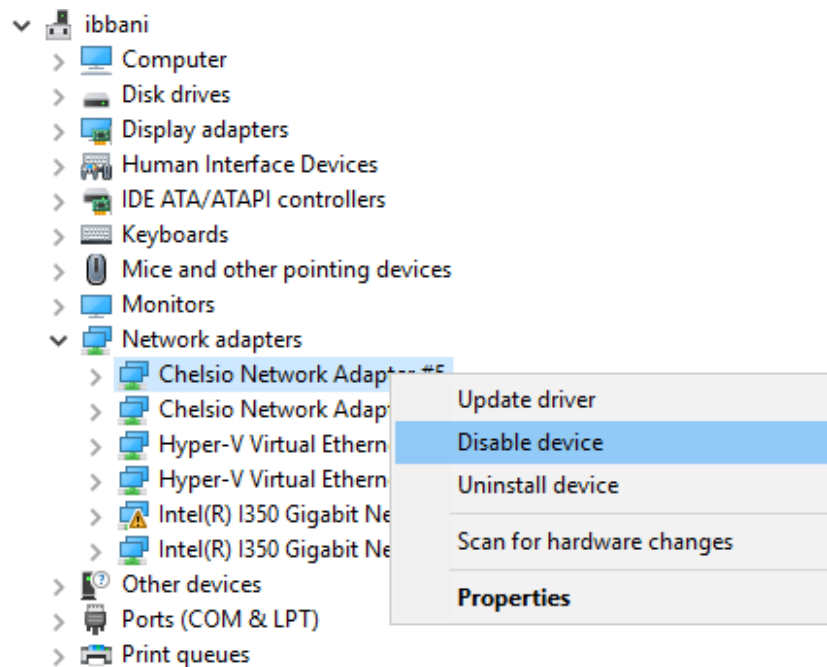 ibbani
Computer
Disk drives
Display adapters
Human Interface Devices
IDE ATA/ATAPI controllers
Keyboards
Mice and other pointing devices
Monitors
Network adapters
Chelsio Network Adapter #5
Chelsio Network Adap
Hyper-V Virtual Ethern
Hyper-V Virtual Ethern
Intel(R) I350 Gigabit Ne
Intel(R) I350 Gigabit Ne
Other devices
Ports (COM & LPT)
Print queues
Update driver
Disable device
Uninstall device
Scan for hardware changes
Properties